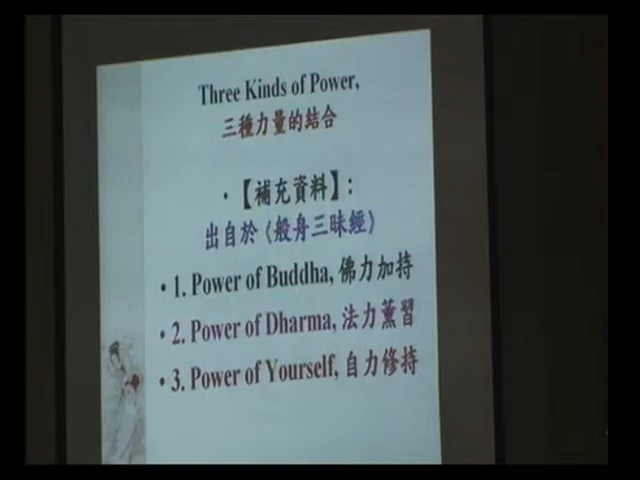 Three Kinds of Power,
三種力量的結合
•【補充資料】:
出自於《般舟三昧經》
• 1. Power of Buddha, 佛力加持
• 2. Power of Dharma, 法力薰習
• 3. Power of Yourself, 自力修持